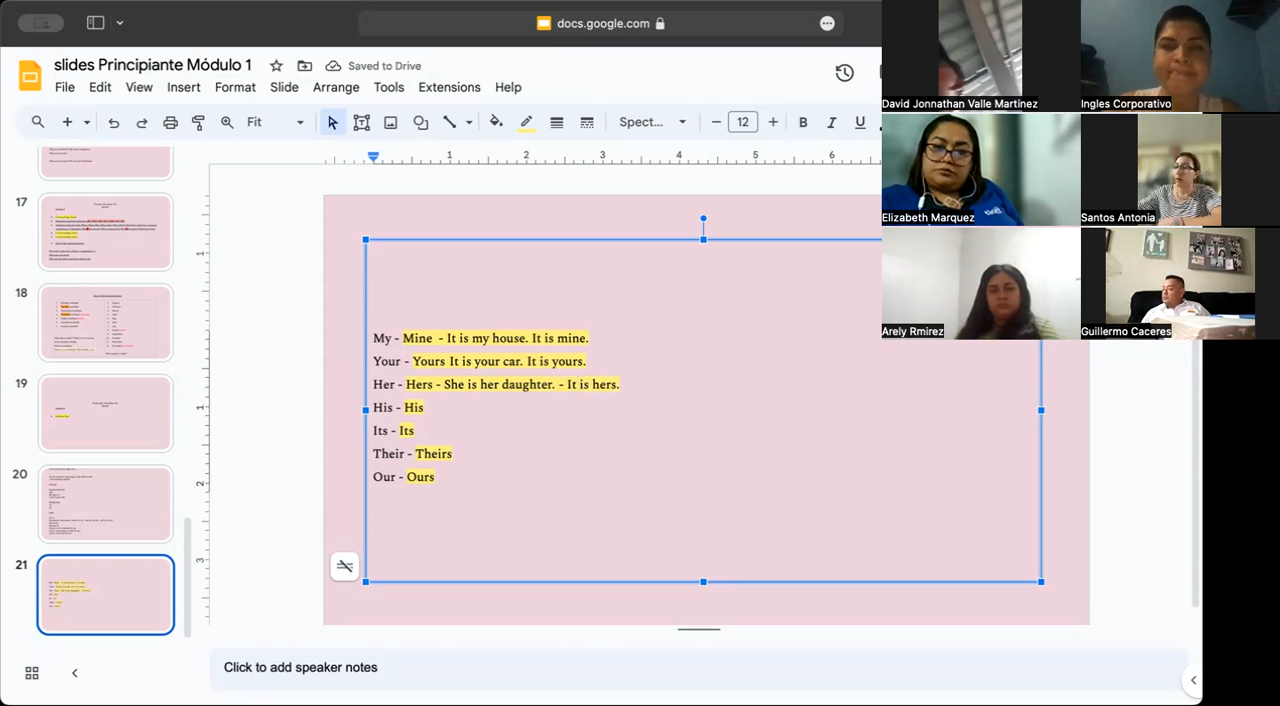 docs.google.com
slides Principiante Módulo 1
Saved to Drive
File Edit View Insert Format Slide Arrange Tools Extensions Help
Fit
Spect...
12
B I U
1 2 3 4 5 6
17
18
19
20
21
1
1
2
3
My - Mine - It is my house. It is mine.
Your - Yours It is your car. It is yours.
Her - Hers - She is her daughter. - It is hers.
His - His
Its - Its
Their - Theirs
Our - Ours
Click to add speaker notes
David Jonnathan Valle Martinez
Ingles Corporativo
Elizabeth Marquez
Santos Antonia
Arely Rmirez
Guillermo Caceres